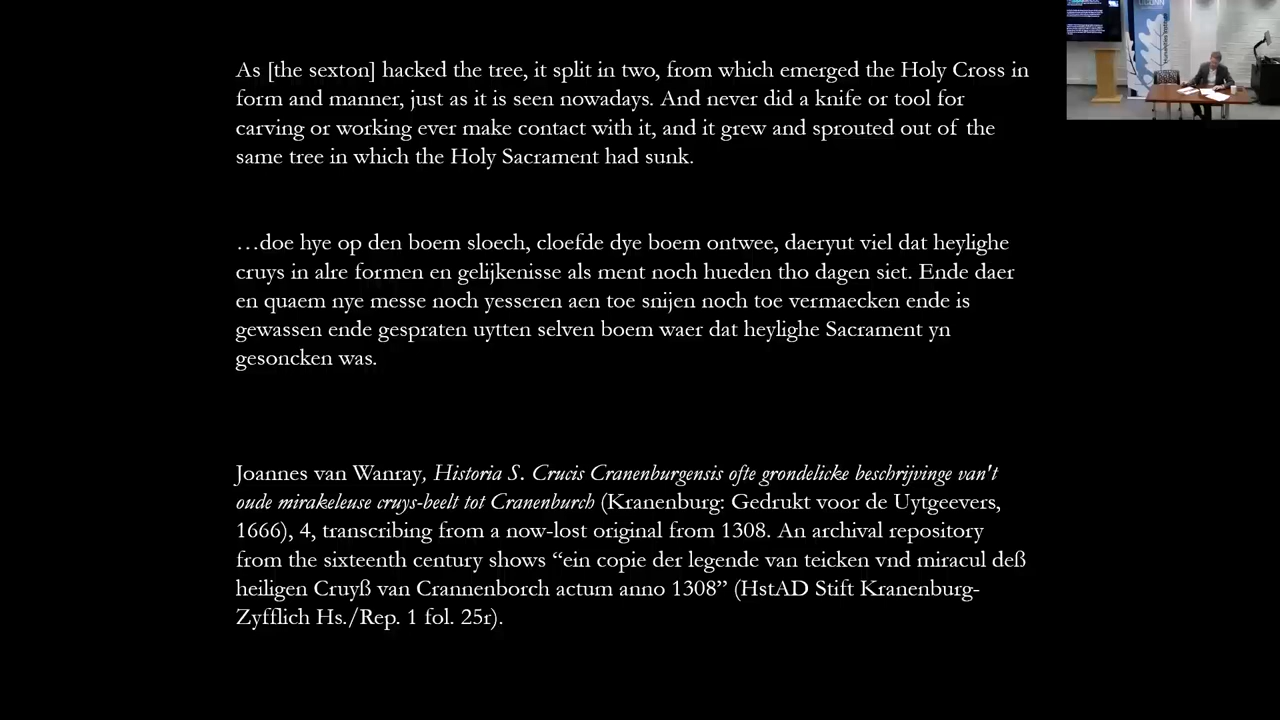 As [the sexton] hacked the tree, it split in two, from which emerged the Holy Cross in
form and manner, just as it is seen nowadays. And never did a knife or tool for
carving or working ever make contact with it, and it grew and sprouted out of the
same tree in which the Holy Sacrament had sunk.
…doe hye op den boem sloech, cloefde dye boem ontwee, daeryut viel dat heylighe
cruys in alre formen en gelijkenisse als ment noch hueden tho dagen siet. Ende daer
en quaem nye messe noch yesseren aen toe snijen noch toe vermaecken ende is
gewassen ende gespraten uytten selven boem waer dat heylighe Sacrament yn
gesoncken was.
Joannes van Wanray, Historia S. Crucis Cranenburgensis ofte grondelicke beschrijvinge van't
oude mirakeleuse cruys-beelt tot Cranenburch (Kranenburg: Gedrukt voor de Uytgeevers,
1666), 4, transcribing from a now-lost original from 1308. An archival repository
from the sixteenth century shows “ein copie der legende van teicken vnd miracul deß
heiligen Cruyß van Crannenborch actum anno 1308” (HstAD Stift Kranenburg-
Zyfflich Hs./Rep. 1 fol. 25r).